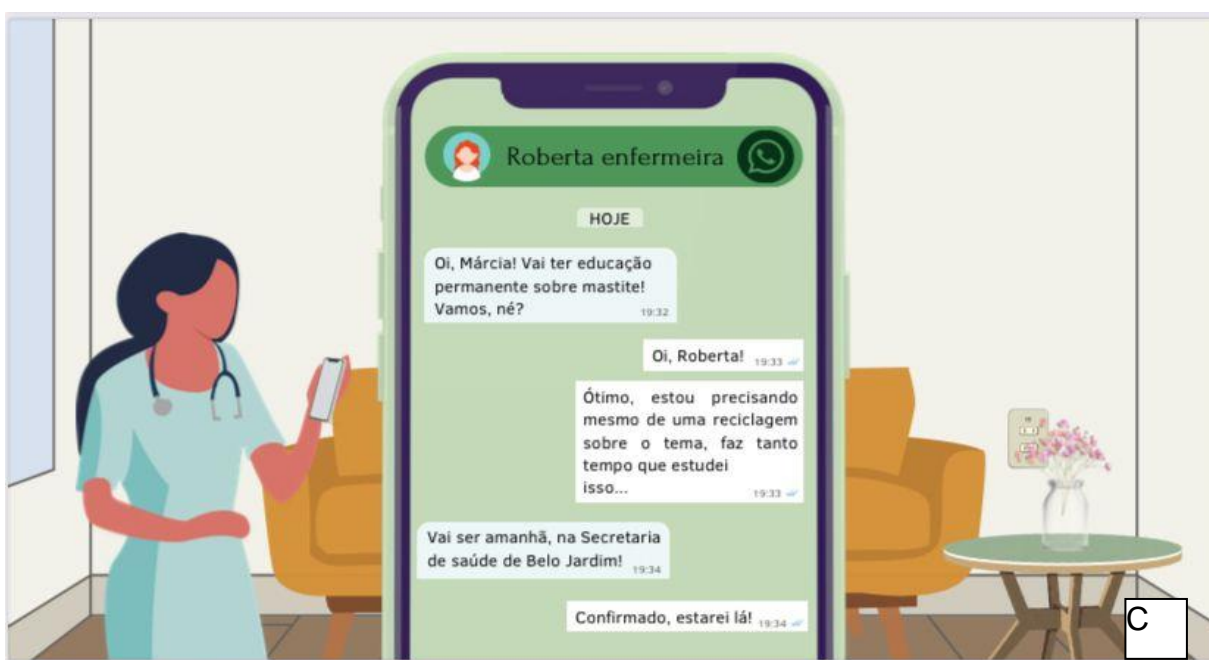 Roberta enfermeira
HOJE
Oi, Márcia! Vai ter educação
permanente sobre mastite!
Vamos, né?
19:32
Oi, Roberta!
19:33
Ótimo, estou precisando
mesmo de uma reciclagem
sobre o tema, faz tanto
tempo que estudei
isso...
19:33
Vai ser amanhã, na Secretaria
de saúde de Belo Jardim!
19:34
Confirmado, estarei lá!
19:34
C